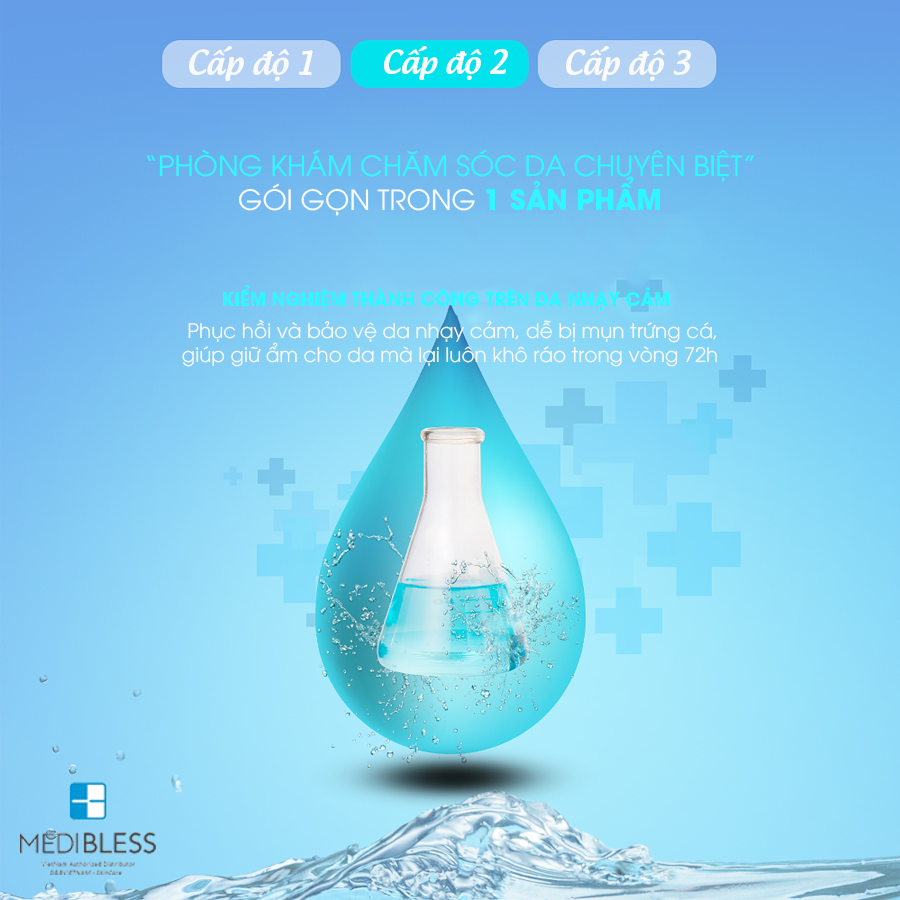 Cấp độ 1
Cấp độ 2
Cấp độ 3
“PHÒNG KHÁM CHĂM SÓC DA CHUYÊN BIỆT”
GÓI GỌN TRONG 1 SẢN PHẨM
KIỂM NGHIỆM THÀNH CÔNG TRÊN DA NHẠY CẢM
Phục hồi và bảo vệ da nhạy cảm, dễ bị mụn trứng cá,
giúp giữ ẩm cho da mà lại luôn khô ráo trong vòng 72h
MEDIBLESS
Vietnam Authorized Distributor